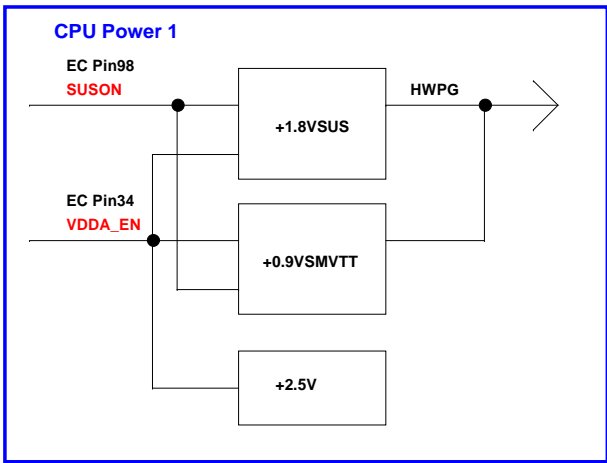 CPU Power 1
EC Pin98
SUSON
HWPG
+1.8VSUS
EC Pin34
VDDA_EN
+0.9VSMVTT
+2.5V